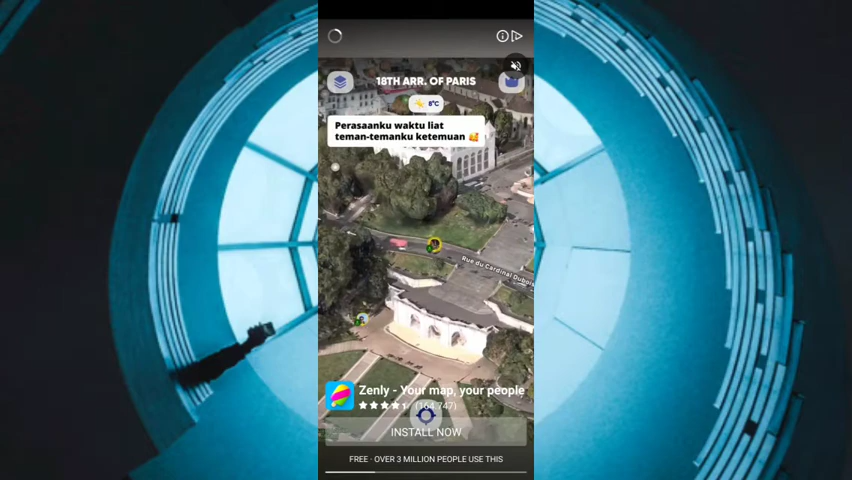 18TH ARR. OF PARIS
8°C
Perasaanku waktu liat
teman-temanku ketemuan 🥰
Rue du Cardinal Dubois
Zenly - Your map, your people
(164,747)
INSTALL NOW
FREE · OVER 3 MILLION PEOPLE USE THIS